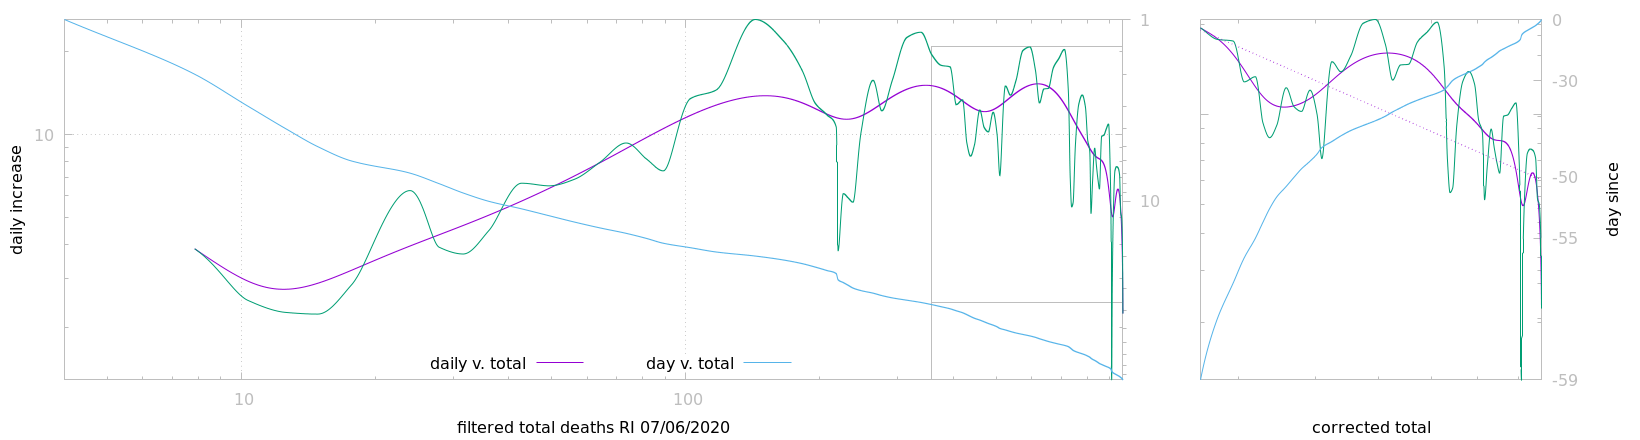 1
0
-30
10
daily increase
-50
day since
10
-55
daily v. total
day v. total
-59
10
100
filtered total deaths RI 07/06/2020
corrected total